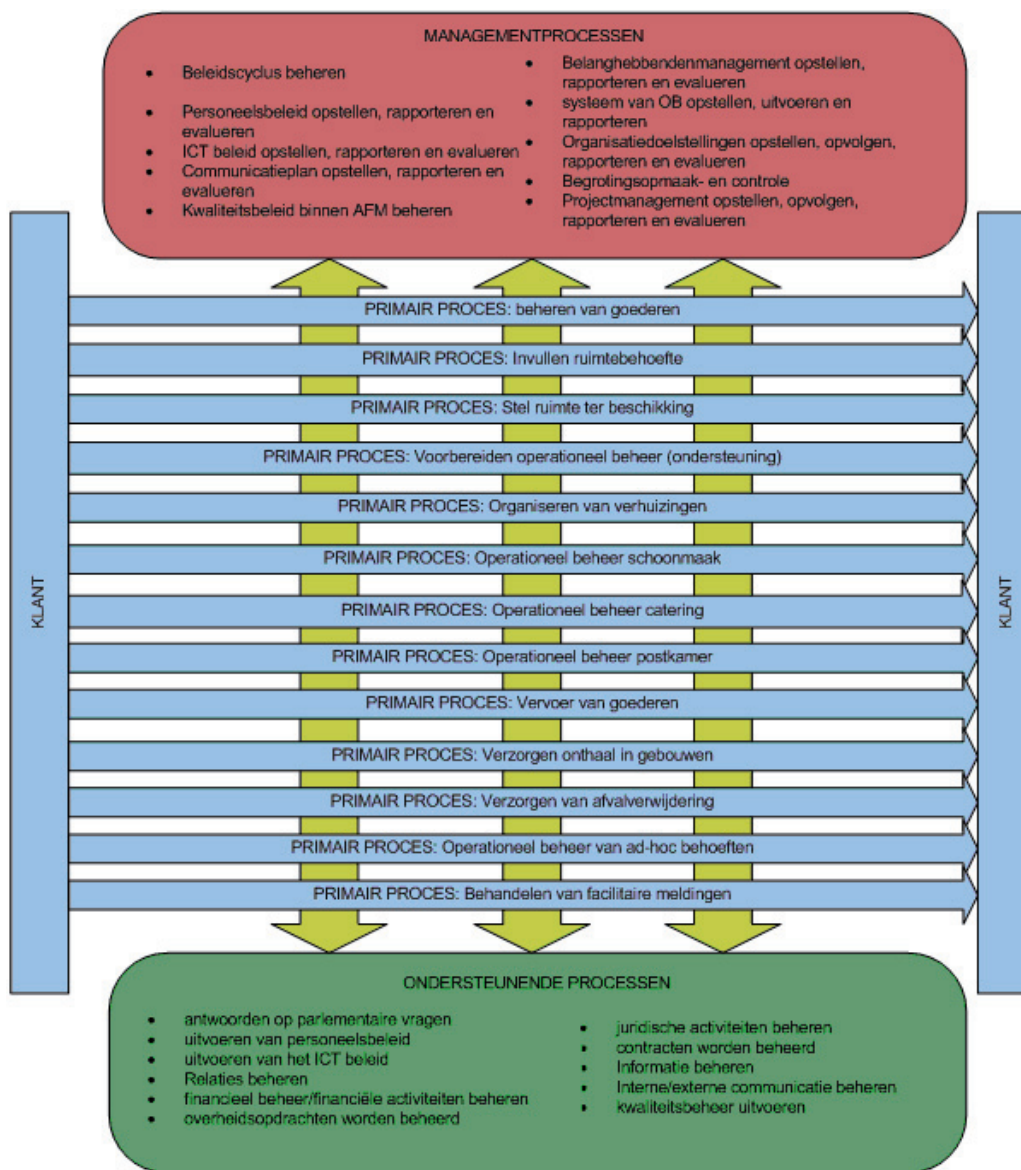 MANAGEMENTPROCESSEN
• Beleidscyclus beheren
• Personeelsbeleid opstellen, rapporteren en
evalueren
• ICT beleid opstellen, rapporteren en evalueren
• Communicatieplan opstellen, rapporteren en
evalueren
• Kwaliteitsbeleid binnen AFM beheren
• Belanghebbendenmanagement opstellen,
rapporteren en evalueren
• systeem van OB opstellen, uitvoeren en
rapporteren
• Organisatiedoelstellingen opstellen, opvolgen,
rapporteren en evalueren
• Begrotingsopmaak- en controle
• Projectmanagement opstellen, opvolgen,
rapporteren en evalueren
KLANT
PRIMAIR PROCES: beheren van goederen
PRIMAIR PROCES: Invullen ruimtebehoefte
PRIMAIR PROCES: Stel ruimte ter beschikking
PRIMAIR PROCES: Voorbereiden operationeel beheer (ondersteuning)
PRIMAIR PROCES: Organiseren van verhuizingen
PRIMAIR PROCES: Operationeel beheer schoonmaak
PRIMAIR PROCES: Operationeel beheer catering
PRIMAIR PROCES: Operationeel beheer postkamer
PRIMAIR PROCES: Vervoer van goederen
PRIMAIR PROCES: Verzorgen onthaal in gebouwen
PRIMAIR PROCES: Verzorgen van afvalverwijdering
PRIMAIR PROCES: Operationeel beheer van ad-hoc behoeften
PRIMAIR PROCES: Behandelen van facilitaire meldingen
KLANT
ONDERSTEUNENDE PROCESSEN
• antwoorden op parlementaire vragen
• uitvoeren van personeelsbeleid
• uitvoeren van het ICT beleid
• Relaties beheren
• financieel beheer/financiële activiteiten beheren
• overheidsopdrachten worden beheerd
• juridische activiteiten beheren
• contracten worden beheerd
• Informatie beheren
• Interne/externe communicatie beheren
• kwaliteitsbeheer uitvoeren